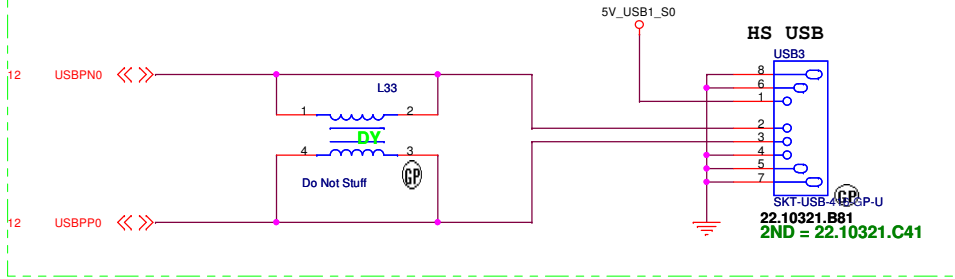 5V_USB1_S0
HS USB
USB3
12 USBPN0
L33
1 2
DY
4 3
GP
Do Not Stuff
12 USBPP0
8
6
1
2
3
4
5
7
GP
22.10321.B81
2ND = 22.10321.C41